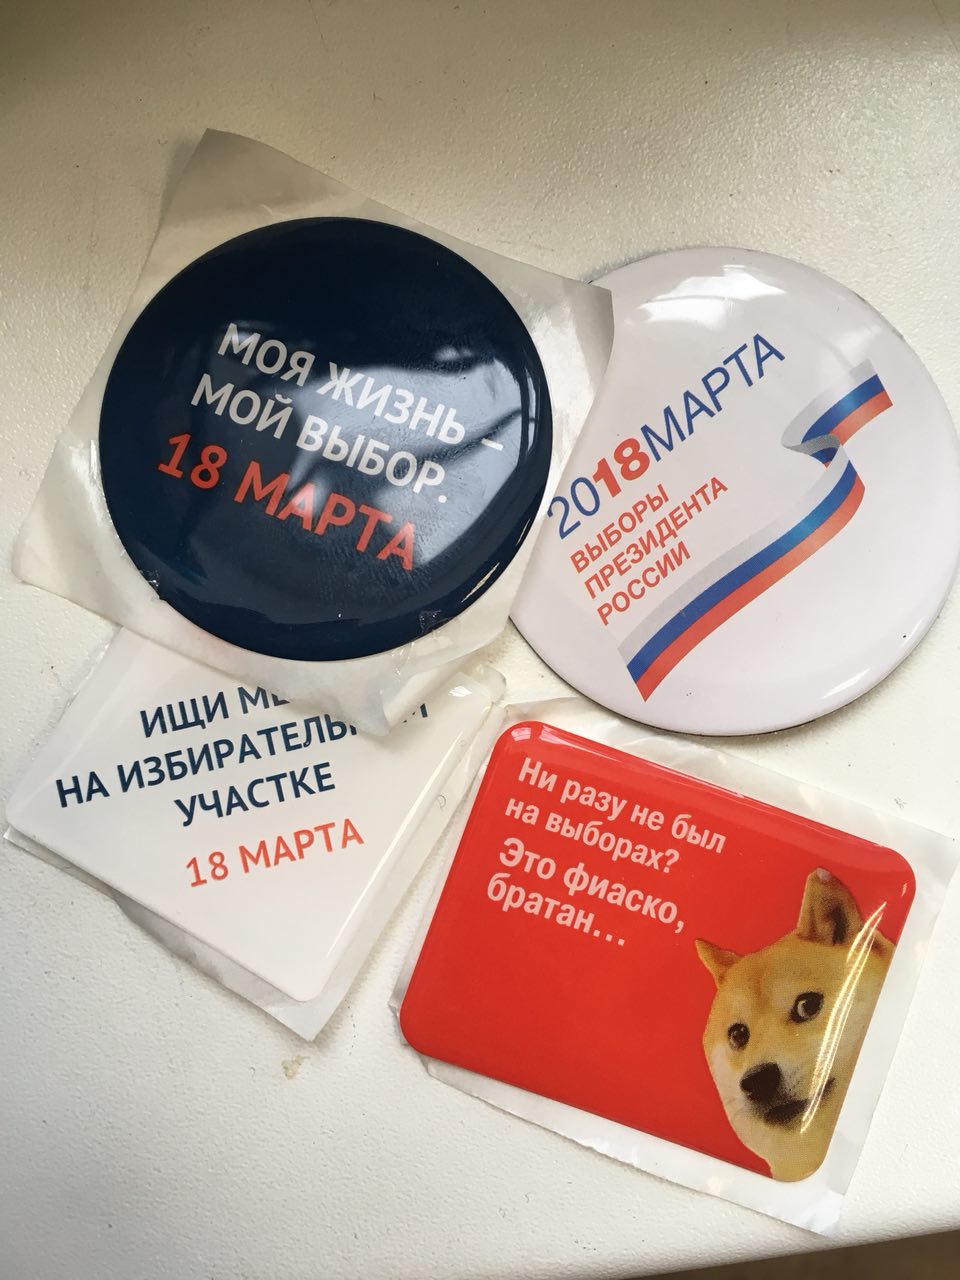 МОЯ ЖИЗНЬ –
МОЙ ВЫБОР.
18 МАРТА
2018МАРТА
ВЫБОРЫ
ПРЕЗИДЕНТА
РОССИИ
ИЩИ
НА
УЧАСТКЕ
18 МАРТА
Ни разу не был
на выборах?
Это фиаско,
братан...